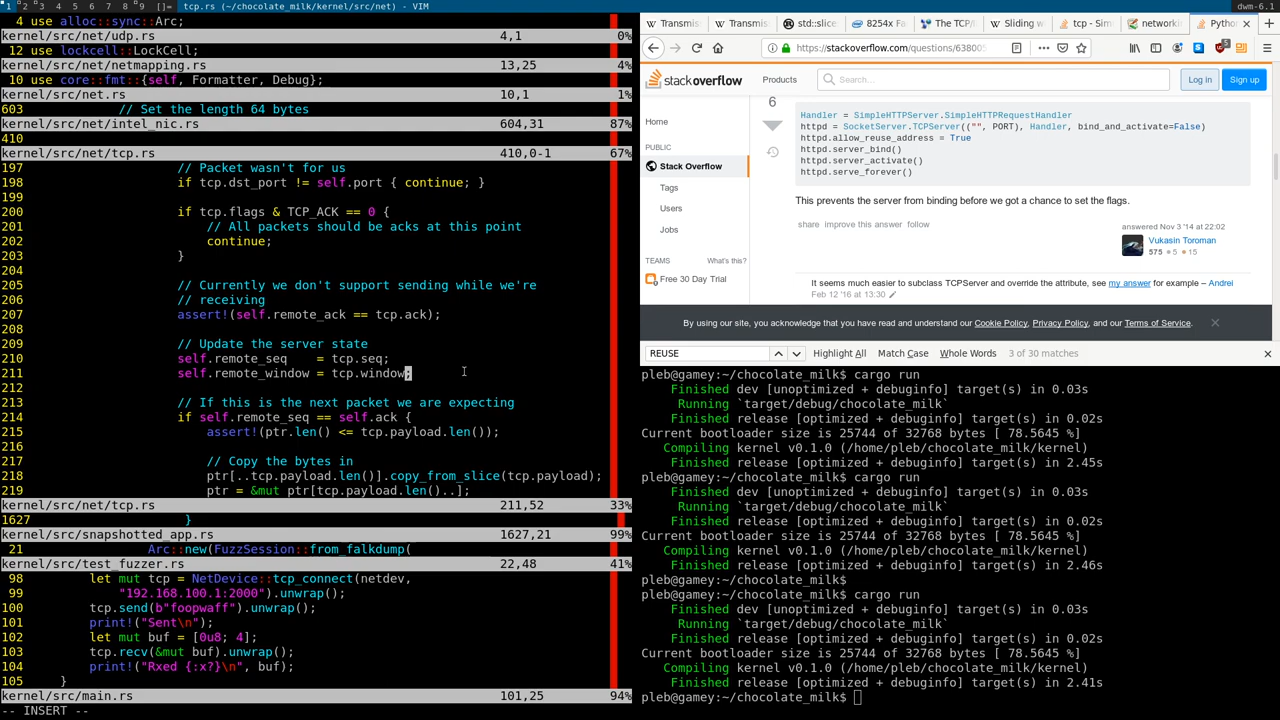 1 2 3 4 5 6 7 8 9 []= tcp.rs (~/chocolate_milk/kernel/src/net) - VIM
dwm-6.1
4 use alloc::sync::Arc;
kernel/src/net/udp.rs 4,1 0%
12 use lockcell::LockCell;
kernel/src/net/netmapping.rs 13,25 4%
10 use core::fmt::{self, Formatter, Debug};
kernel/src/net.rs 10,1 1%
603 // Set the length 64 bytes
kernel/src/net/intel_nic.rs 604,31 87%
410
kernel/src/net/tcp.rs 410,0-1 67%
197 // Packet wasn't for us
198 if tcp.dst_port != self.port { continue; }
199
200 if tcp.flags & TCP_ACK == 0 {
201 // All packets should be acks at this point
202 continue;
203 }
204
205 // Currently we don't support sending while we're
206 // receiving
207 assert!(self.remote_ack == tcp.ack);
208
209 // Update the server state
210 self.remote_seq    = tcp.seq;
211 self.remote_window = tcp.window;
212
213 // If this is the next packet we are expecting
214 if self.remote_seq == self.ack {
215 assert!(ptr.len() <= tcp.payload.len());
216
217 // Copy the bytes in
218 ptr[..tcp.payload.len()].copy_from_slice(tcp.payload);
219 ptr = &mut ptr[tcp.payload.len()..];
kernel/src/net/tcp.rs 211,52 33%
1627 }
kernel/src/snapshotted_app.rs 1627,21 99%
21 Arc::new(FuzzSession::from_falkdump(
kernel/src/test_fuzzer.rs 22,48 41%
98 let mut tcp = NetDevice::tcp_connect(netdev,
99 "192.168.100.1:2000").unwrap();
100 tcp.send(b"foopwaff").unwrap();
101 print!("Sent\n");
102 let mut buf = [0u8; 4];
103 tcp.recv(&mut buf).unwrap();
104 print!("Rxed {:x?}\n", buf);
105 }
kernel/src/main.rs 101,25 94%
-- INSERT --
Transmis
Transmis
std::slice
8254x Fa
The TCP/
Sliding w
tcp - Sim
networki
Python
https://stackoverflow.com/questions/63800
stack overflow
Products
Search...
Log in
Sign up
Home
PUBLIC
Stack Overflow
Tags
Users
Jobs
TEAMS What's this?
Free 30 Day Trial
6
Handler = SimpleHTTPServer.SimpleHTTPRequestHandler
httpd = SocketServer.TCPServer(("", PORT), Handler, bind_and_activate=False)
httpd.allow_reuse_address = True
httpd.server_bind()
httpd.server_activate()
httpd.serve_forever()
This prevents the server from binding before we got a chance to set the flags.
share improve this answer follow
answered Nov 3 '14 at 22:02
Vukasin Toroman
575 15
It seems much easier to subclass TCPServer and override the attribute, see my answer for example – Andrei
Feb 12 '16 at 13:30
By using our site, you acknowledge that you have read and understand our Cookie Policy, Privacy Policy, and our Terms of Service.
REUSE
Highlight All
Match Case
Whole Words
3 of 30 matches
pleb@gamey:~/chocolate_milk$ cargo run
Finished dev [unoptimized + debuginfo] target(s) in 0.03s
Running `target/debug/chocolate_milk`
Finished release [optimized + debuginfo] target(s) in 0.02s
Current bootloader size is 25744 of 32768 bytes [ 78.5645 %]
Compiling kernel v0.1.0 (/home/pleb/chocolate_milk/kernel)
Finished release [optimized + debuginfo] target(s) in 2.45s
pleb@gamey:~/chocolate_milk$ cargo run
Finished dev [unoptimized + debuginfo] target(s) in 0.03s
Running `target/debug/chocolate_milk`
Finished release [optimized + debuginfo] target(s) in 0.02s
Current bootloader size is 25744 of 32768 bytes [ 78.5645 %]
Compiling kernel v0.1.0 (/home/pleb/chocolate_milk/kernel)
Finished release [optimized + debuginfo] target(s) in 2.46s
pleb@gamey:~/chocolate_milk$
pleb@gamey:~/chocolate_milk$ cargo run
Finished dev [unoptimized + debuginfo] target(s) in 0.03s
Running `target/debug/chocolate_milk`
Finished release [optimized + debuginfo] target(s) in 0.02s
Current bootloader size is 25744 of 32768 bytes [ 78.5645 %]
Compiling kernel v0.1.0 (/home/pleb/chocolate_milk/kernel)
Finished release [optimized + debuginfo] target(s) in 2.41s
pleb@gamey:~/chocolate_milk$